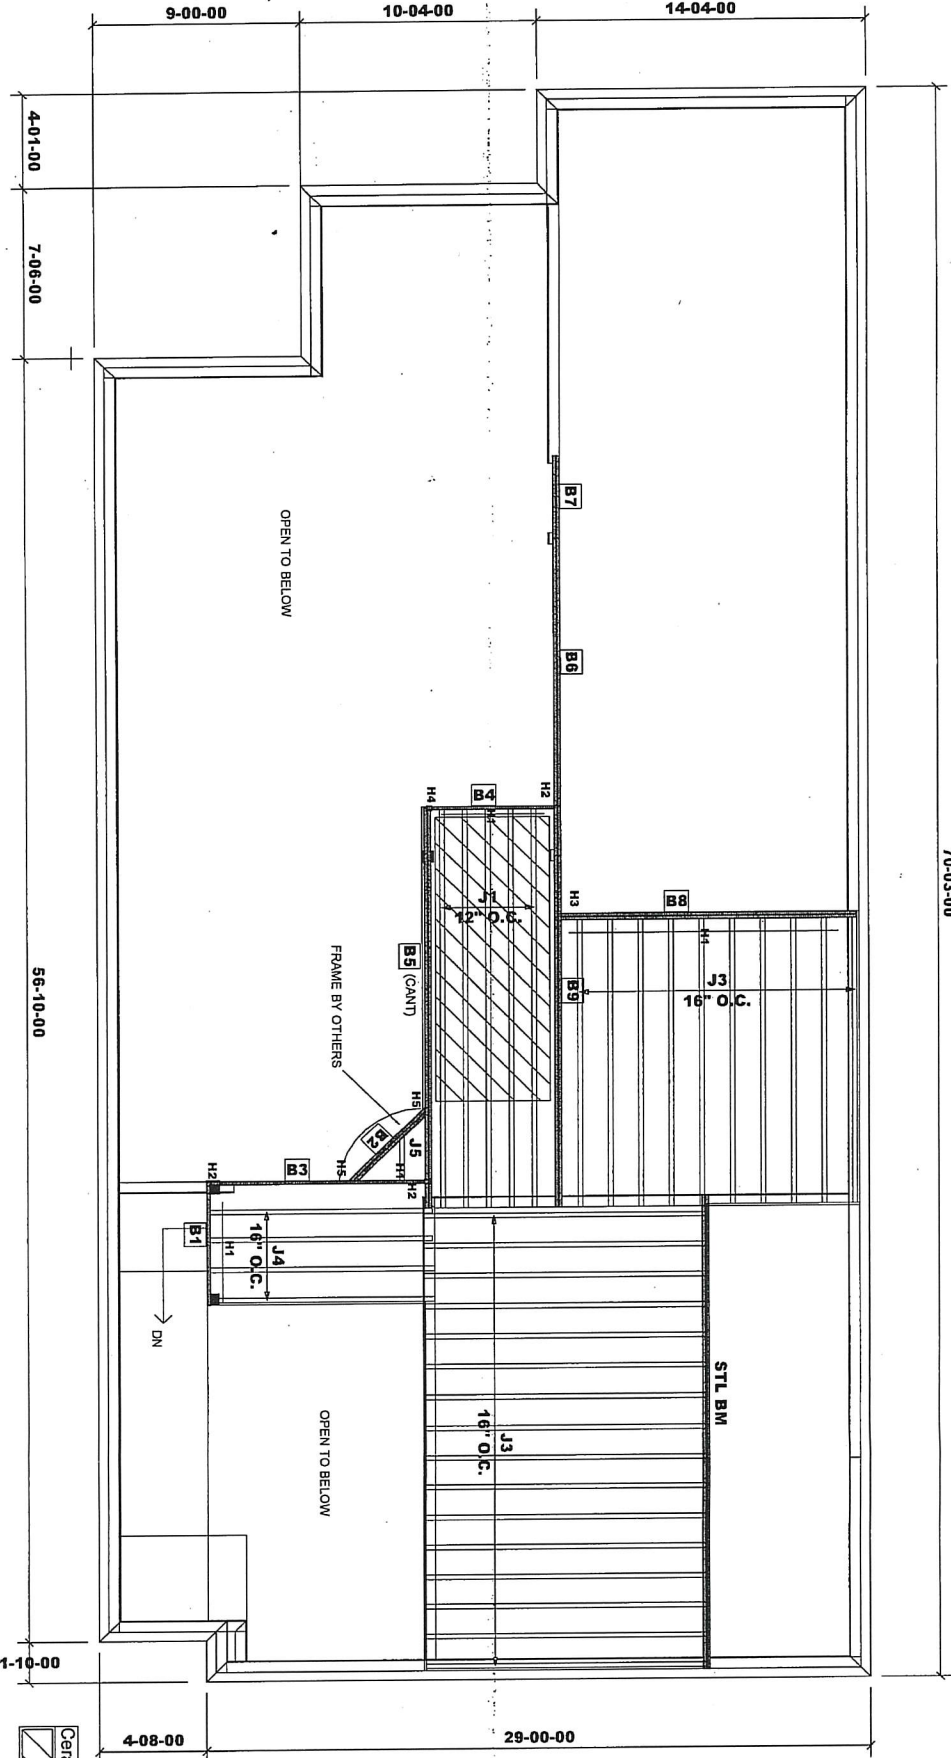 9-00-00
10-04-00
14-04-00
4-01-00
7-06-00
56-10-00
1-10-00
70-03-00
B7
OPEN TO BELOW
B6
H4
B4
H2
H1
J1
12" O.C.
H3
B8
H1
J3
16" O.C.
B9
B5 (CANT)
FRAME BY OTHERS
H5
B2
J5
H5
H1
H2
H2
B3
B1
H1
J4
16" O.C.
DN
STL BM
J3
16" O.C.
OPEN TO BELOW
4-08-00
29-00-00